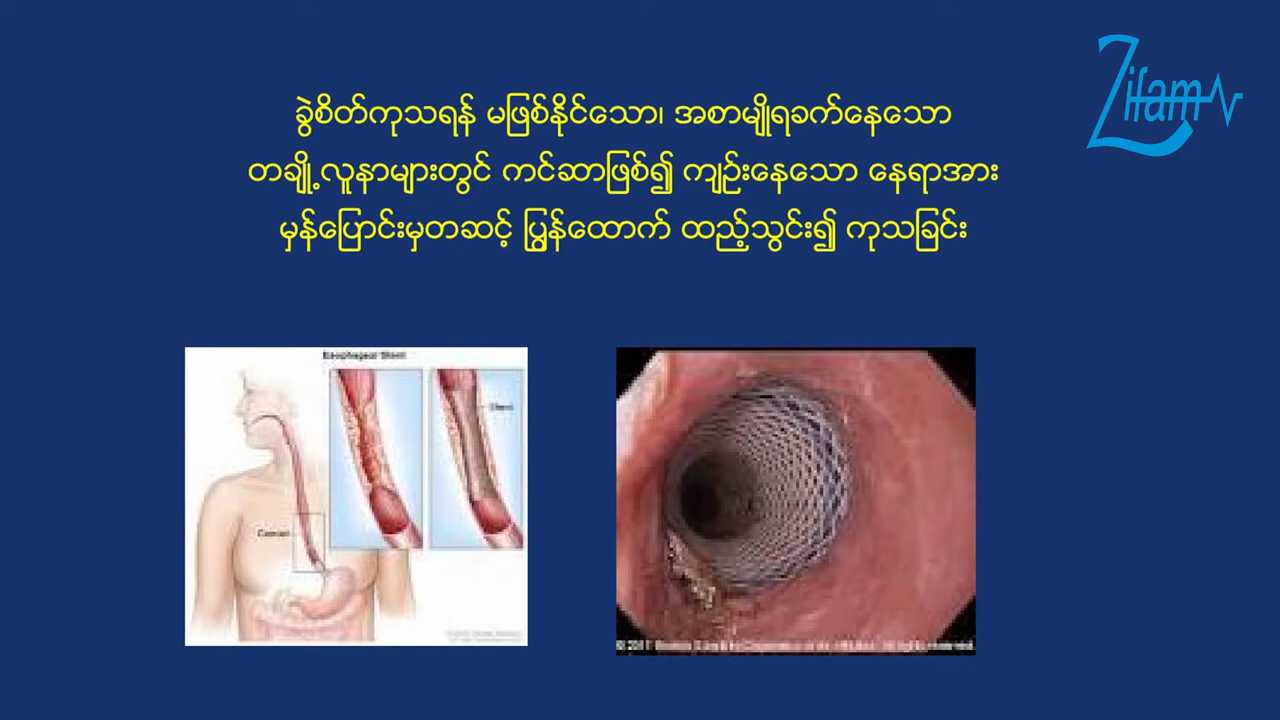 Zifam
ခွဲစိတ်ကုသရန် မဖြစ်နိုင်သော၊ အစာမျိုရခက်နေသော
တချို့လူနာများတွင် ကင်ဆာဖြစ်၍ ကျဉ်းနေသော နေရာအား
မှန်ပြောင်းမှတဆင့် ပြွန်ထောက် ထည့်သွင်း၍ ကုသခြင်း
Esophageal Stent
Stent
Cancer